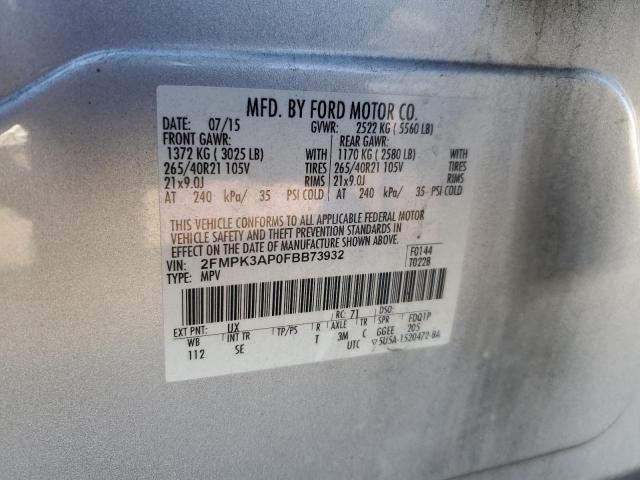 MFD. BY FORD MOTOR CO.
DATE: 07/15 GVWR: 2522 KG ( 5560 LB)
FRONT GAWR: REAR GAWR:
1372 KG ( 3025 LB) WITH 1170 KG ( 2580 LB) WITH
265/40R21 105V TIRES 265/40R21 105V TIRES
21x9.0J RIMS 21x9.0J RIMS
AT 240 kPa/ 35 PSI COLD AT 240 kPa/ 35 PSI COLD
THIS VEHICLE CONFORMS TO ALL APPLICABLE FEDERAL MOTOR
VEHICLE SAFETY AND THEFT PREVENTION STANDARDS IN
EFFECT ON THE DATE OF MANUFACTURE SHOWN ABOVE.
VIN: 2FMPK3AP0FBB73932 F0144
TYPE: MPV T022B
RC: 71 DSO:
EXT PNT: UX TP/PS R AXLE TR SPR FDQ1P
WB INT TR T 3M C GGEE 205
112 SE UTC ▽5U5A-1520472-BA